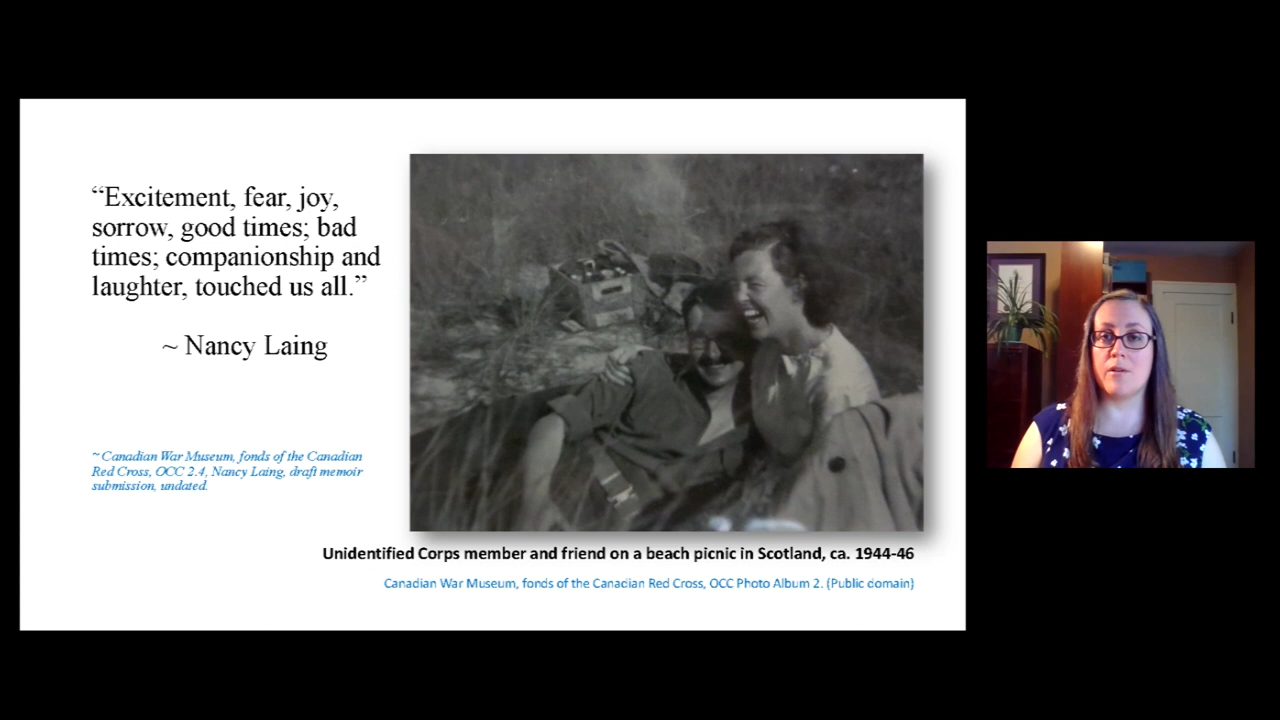 “Excitement, fear, joy,
sorrow, good times; bad
times; companionship and
laughter, touched us all.”
~ Nancy Laing
~ Canadian War Museum, fonds of the Canadian
Red Cross, OCC 2.4, Nancy Laing, draft memoir
submission, undated.
Unidentified Corps member and friend on a beach picnic in Scotland, ca. 1944-46
Canadian War Museum, fonds of the Canadian Red Cross, OCC Photo Album 2. (Public domain)